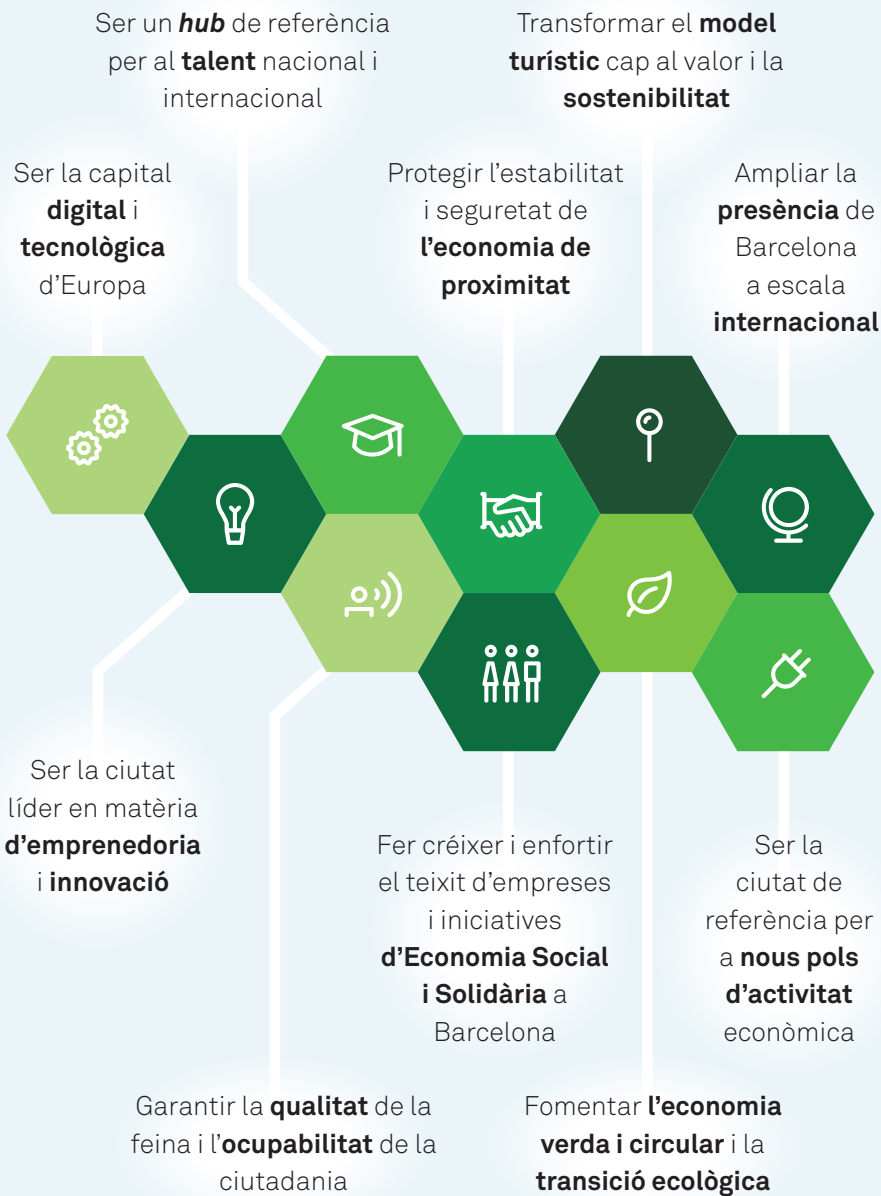 Ser un hub de referència
per al talent nacional i
internacional
Transformar el model
turístic cap al valor i la
sostenibilitat
Ser la capital
digital i
tecnològica
d’Europa
Protegir l’estabilitat
i seguretat de
l’economia de
proximitat
Ampliar la
presència de
Barcelona
a escala
internacional
Ser la ciutat
líder en matèria
d’emprenedoria
i innovació
Fer créixer i enfortir
el teixit d’empreses
i iniciatives
d’Economia Social
i Solidària a
Barcelona
Ser la
ciutat de
referència per
a nous pols
d’activitat
econòmica
Garantir la qualitat de la
feina i l’ocupabilitat de la
ciutadania
Fomentar l’economia
verda i circular i la
transició ecològica